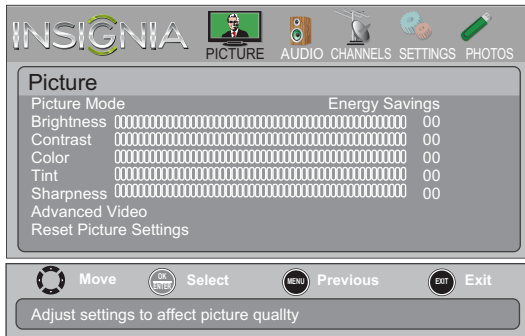 INSIGNIA
PICTURE AUDIO CHANNELS SETTINGS PHOTOS
Picture
Picture Mode Energy Savings
Brightness 00
Contrast 00
Color 00
Tint 00
Sharpness 00
Advanced Video
Reset Picture Settings
Move OK ENTER Select MENU Previous EXIT Exit
Adjust settings to affect picture quallty